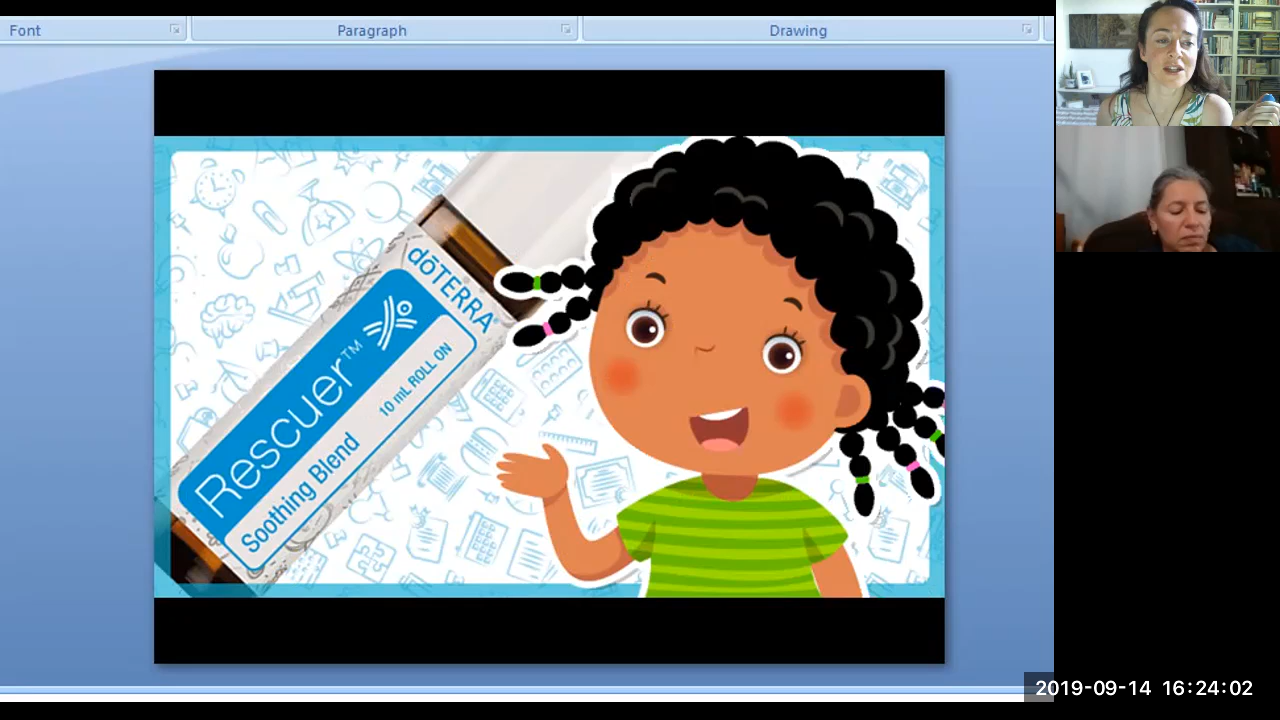 Font
Paragraph
Drawing
dōTERRA
Rescuer™
10 mL ROLL ON
Soothing Blend
2019-09-14 16:24:02